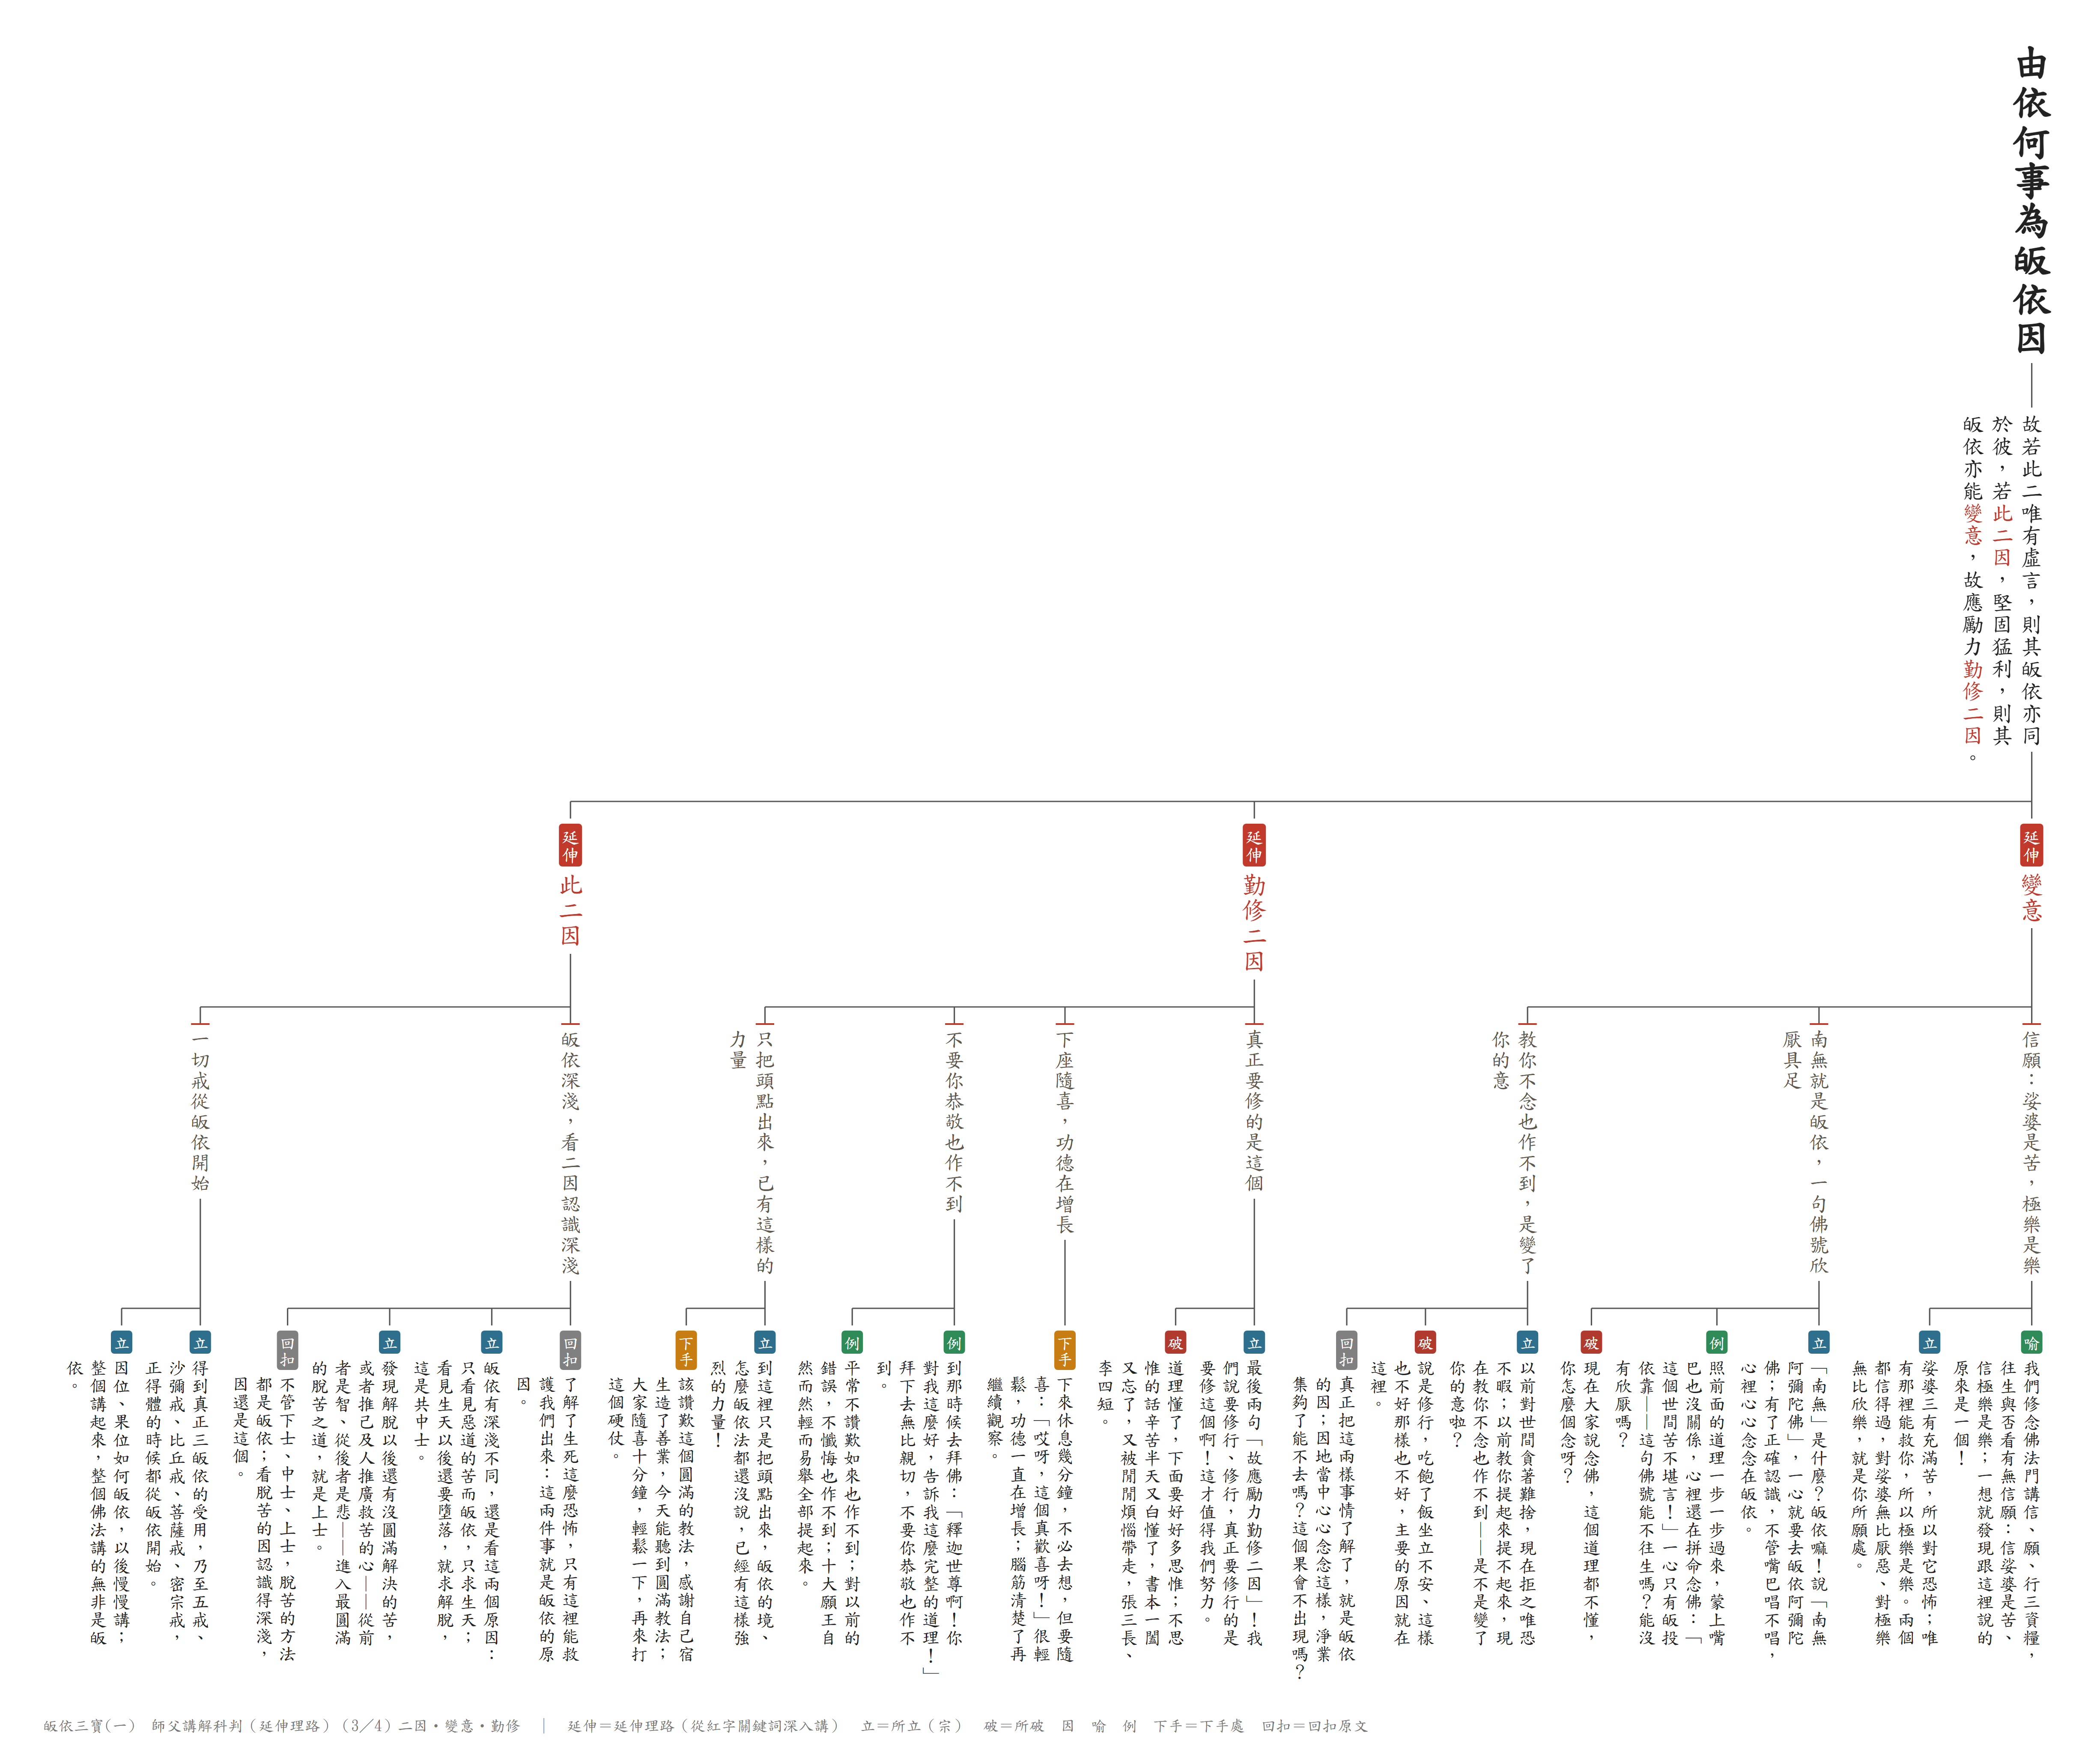 由依何事為皈依因
故若此二唯有虛言，則其皈依亦同
於彼，若此二因，堅固猛利，則其
皈依亦能變意，故應勵力勤修二因。
延伸
變意
信願：娑婆是苦，極樂是樂
喻
我們修念佛法門講信、願、行三資糧，
往生與否看有無信願：信娑婆是苦、
信極樂是樂；一想就發現跟這裡說的
原來是一個！
立
娑婆三有充滿苦，所以對它恐怖；唯
有那裡能救你，所以極樂是樂。兩個
都信得過，對娑婆無比厭惡、對極樂
無比欣樂，就是你所願處。
南無就是皈依，一句佛號欣
厭具足
立
「南無」是什麼？皈依嘛！說「南無
阿彌陀佛」，一心就要去皈依阿彌陀
佛；有了正確認識，不管嘴巴唱不唱，
心裡心心念念在皈依。
例
照前面的道理一步一步過來，蒙上嘴
巴也沒關係，心裡還在拼命念佛：「
這個世間苦不堪言！」一心只有皈投
依靠——這句佛號能不往生嗎？能沒
有欣厭嗎？
破
現在大家說念佛，這個道理都不懂，
你怎麼個念呀？
教你不念也作不到，是變了
你的意
立
以前對世間貪著難捨，現在拒之唯恐
不暇；以前教你提起來提不起來，現
在教你不念也作不到——是不是變了
你的意啦？
破
說是修行，吃飽了飯坐立不安、這樣
也不好那樣也不好，主要的原因就在
這裡。
回扣
真正把這兩樣事情了解了，就是皈依
的因；因地當中心心念念這樣，淨業
集夠了能不去嗎？這個果會不出現嗎？
延伸
勤修二因
真正要修的是這個
立
最後兩句「故應勵力勤修二因」！我
們說要修行、修行，真正要修行的是
要修這個啊！這才值得我們努力。
破
道理懂了，下面要好好多思惟；不思
惟的話辛苦半天又白懂了，書本一闔
又忘了，又被閒閒煩惱帶走，張三長、
李四短。
下座隨喜，功德在增長
下手
下來休息幾分鐘，不必去想，但要隨
喜：「哎呀，這個真歡喜呀！」很輕
鬆，功德一直在增長；腦筋清楚了再
繼續觀察。
不要你恭敬也作不到
例
到那時候去拜佛：「釋迦世尊啊！你
對我這麼好，告訴我這麼完整的道理！」
拜下去無比親切，不要你恭敬也作不
到。
例
平常不讚歎如來也作不到；對以前的
錯誤，不懺悔也作不到；十大願王自
然而然輕而易舉全部提起來。
只把頭點出來，已有這樣的
力量
立
到這裡只是把頭點出來，皈依的境、
怎麼皈依法都還沒說，已經有這樣強
烈的力量！
下手
該讚歎這個圓滿的教法，感謝自己宿
生造了善業，今天能聽到圓滿教法；
大家隨喜十分鐘，輕鬆一下，再來打
這個硬仗。
延伸
此二因
皈依深淺，看二因認識深淺
回扣
了解了生死這麼恐怖，只有這裡能救
護我們出來：這兩件事就是皈依的原
因。
立
皈依有深淺不同，還是看這兩個原因：
只看見惡道的苦而皈依，只求生天；
看見生天以後還要墮落，就求解脫，
這是共中士。
立
發現解脫以後還有沒圓滿解決的苦，
或者推己及人推廣救苦的心——從前
者是智、從後者是悲——進入最圓滿
的脫苦之道，就是上士。
回扣
不管下士、中士、上士，脫苦的方法
都是皈依；看脫苦的因認識得深淺，
因還是這個。
一切戒從皈依開始
立
得到真正三皈依的受用，乃至五戒、
沙彌戒、比丘戒、菩薩戒、密宗戒，
正得體的時候都從皈依開始。
立
因位、果位如何皈依，以後慢慢講；
整個講起來，整個佛法講的無非是皈
依。
皈依三寶(一)　師父講解科判（延伸理路）（3／4）二因・變意・勤修　｜　延伸＝延伸理路（從紅字關鍵詞深入講）　立＝所立（宗）　破＝所破　因　喻　例　下手＝下手處　回扣＝回扣原文